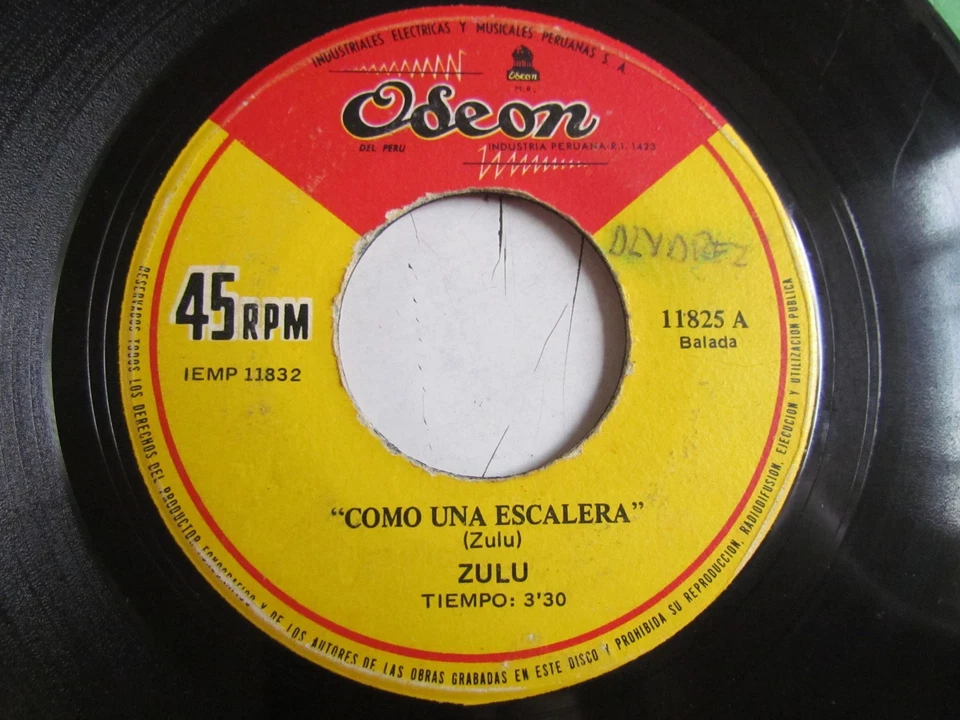 INDUSTRIALES ELECTRICAS Y MUSICALES PERUANAS S. A.
Odeon
M.R.
Odeon
DEL PERU
INDUSTRIA PERUANA R.I. 1423
ALVAREZ
45 RPM
IEMP 11832
11825 A
Balada
“COMO UNA ESCALERA”
(Zulu)
ZULU
TIEMPO: 3'30
RESERVADOS TODOS LOS DERECHOS DEL PRODUCTOR FONOGRAFICO Y DE LOS AUTORES DE LAS OBRAS GRABADAS EN ESTE DISCO Y PROHIBIDA SU REPRODUCCION, RADIODIFUSION, EJECUCION Y UTILIZACION PUBLICA